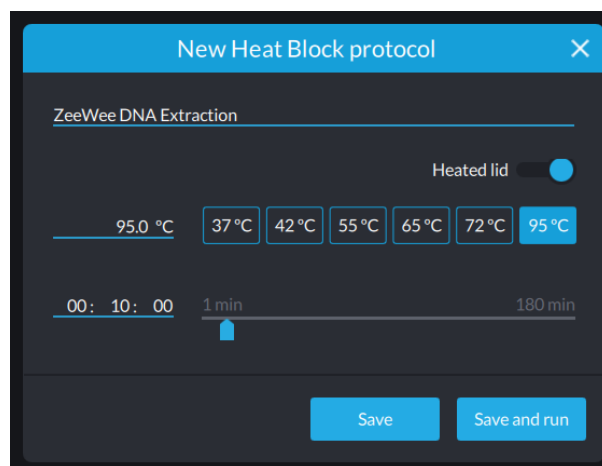 New Heat Block protocol
ZeeWee DNA Extraction
Heated lid
95.0 °C 37 °C 42 °C 55 °C 65 °C 72 °C 95 °C
00: 10: 00 1 min 180 min
Save Save and run